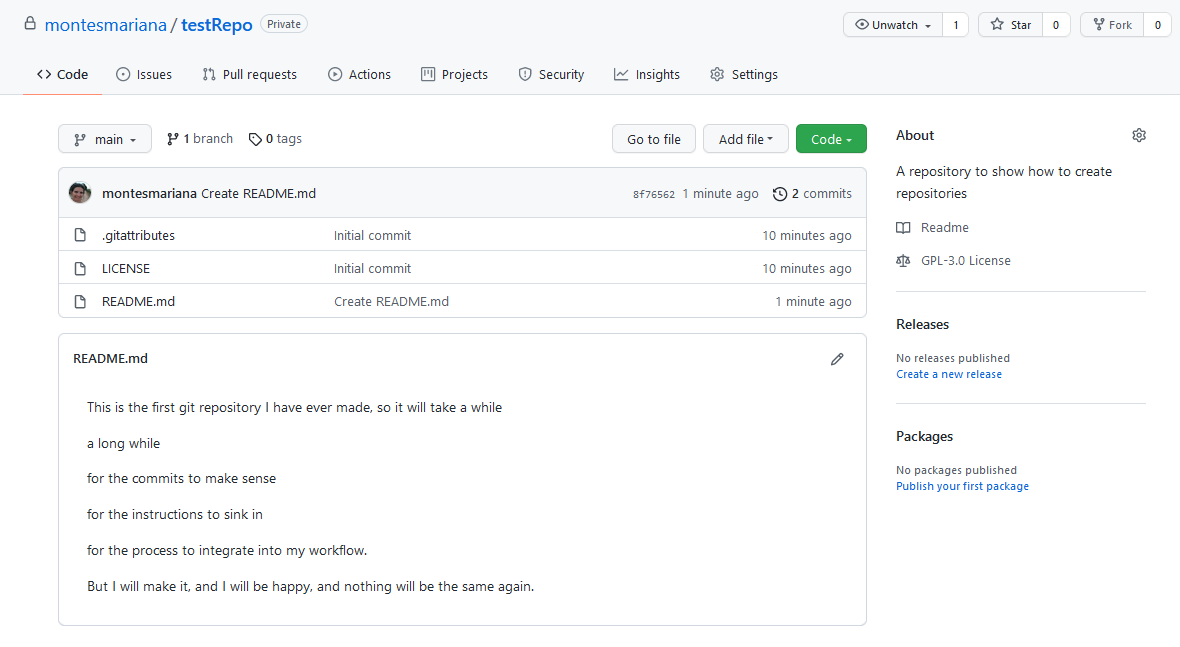 montesmariana / testRepo Private
Unwatch 1 Star 0 Fork 0
Code Issues Pull requests Actions Projects Security Insights Settings
main 1 branch 0 tags Go to file Add file Code
montesmariana Create README.md 8f76562 1 minute ago 2 commits
.gitattributes Initial commit 10 minutes ago
LICENSE Initial commit 10 minutes ago
README.md Create README.md 1 minute ago
README.md
This is the first git repository I have ever made, so it will take a while
a long while
for the commits to make sense
for the instructions to sink in
for the process to integrate into my workflow.
But I will make it, and I will be happy, and nothing will be the same again.
About
A repository to show how to create
repositories
Readme
GPL-3.0 License
Releases
No releases published
Create a new release
Packages
No packages published
Publish your first package